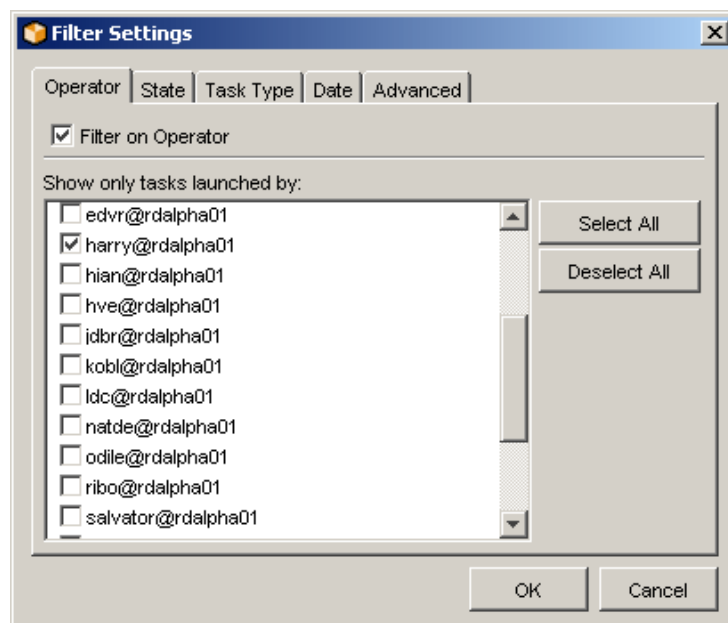 Filter Settings
Operator State Task Type Date Advanced
Filter on Operator
Show only tasks launched by:
edvr@rdalpha01
harry@rdalpha01
hian@rdalpha01
hve@rdalpha01
jdbr@rdalpha01
kobl@rdalpha01
ldc@rdalpha01
natde@rdalpha01
odile@rdalpha01
ribo@rdalpha01
salvator@rdalpha01
Select All
Deselect All
OK Cancel